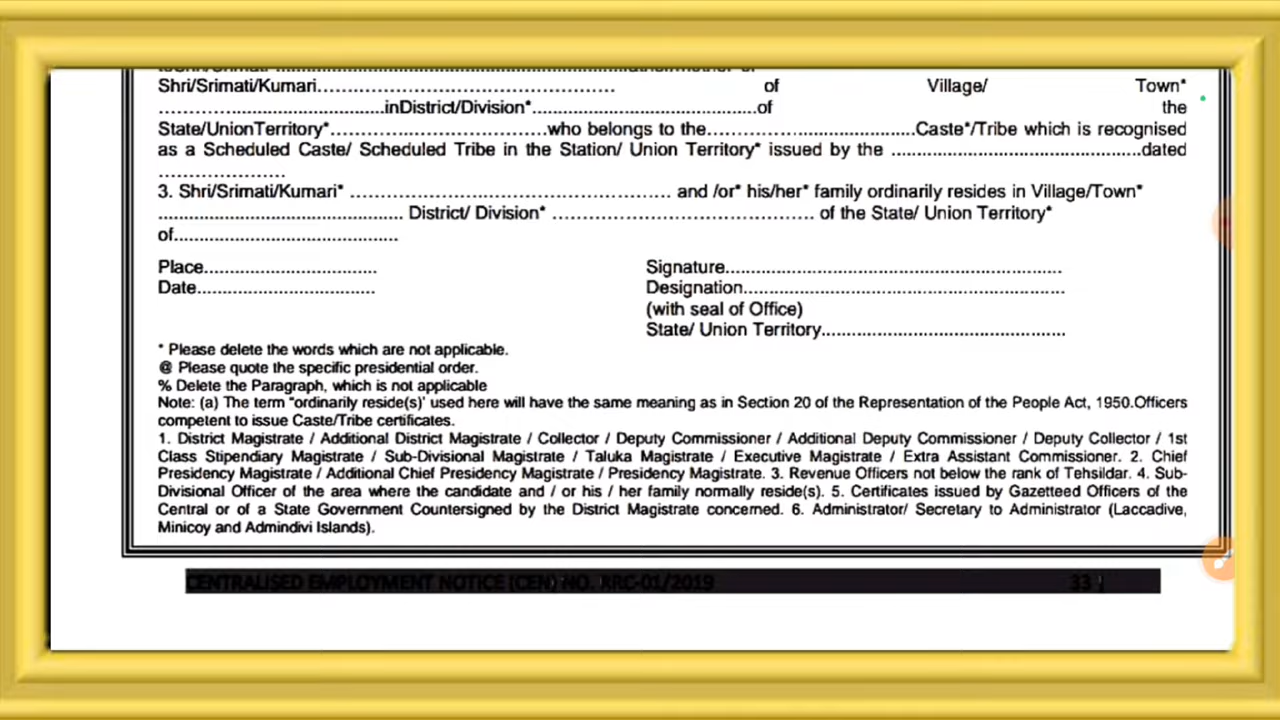 Shri/Srimati/Kumari…………………………………………… of Village/ Town*
…………………………………inDistrict/Division*...............................................of the
State/UnionTerritory*……………………………who belongs to the…………………………………Caste*/Tribe which is recognised
as a Scheduled Caste/ Scheduled Tribe in the Station/ Union Territory* issued by the ....................................................dated
…………………
3. Shri/Srimati/Kumari* ……………………………………………… and /or* his/her* family ordinarily resides in Village/Town*
................................................... District/ Division* …………………………………… of the State/ Union Territory*
of...............................................
Place.................................... Signature......................................................................
Date..................................... Designation...................................................................
(with seal of Office)
State/ Union Territory...................................................
* Please delete the words which are not applicable.
@ Please quote the specific presidential order.
% Delete the Paragraph, which is not applicable
Note: (a) The term "ordinarily reside(s)' used here will have the same meaning as in Section 20 of the Representation of the People Act, 1950.Officers
competent to issue Caste/Tribe certificates.
1. District Magistrate / Additional District Magistrate / Collector / Deputy Commissioner / Additional Deputy Commissioner / Deputy Collector / 1st
Class Stipendiary Magistrate / Sub-Divisional Magistrate / Taluka Magistrate / Executive Magistrate / Extra Assistant Commissioner. 2. Chief
Presidency Magistrate / Additional Chief Presidency Magistrate / Presidency Magistrate. 3. Revenue Officers not below the rank of Tehsildar. 4. Sub-
Divisional Officer of the area where the candidate and / or his / her family normally reside(s). 5. Certificates issued by Gazetteed Officers of the
Central or of a State Government Countersigned by the District Magistrate concerned. 6. Administrator/ Secretary to Administrator (Laccadive,
Minicoy and Admindivi Islands).
CENTRALISED EMPLOYMENT NOTICE (CEN) NO. RRC-01/2019 33 |